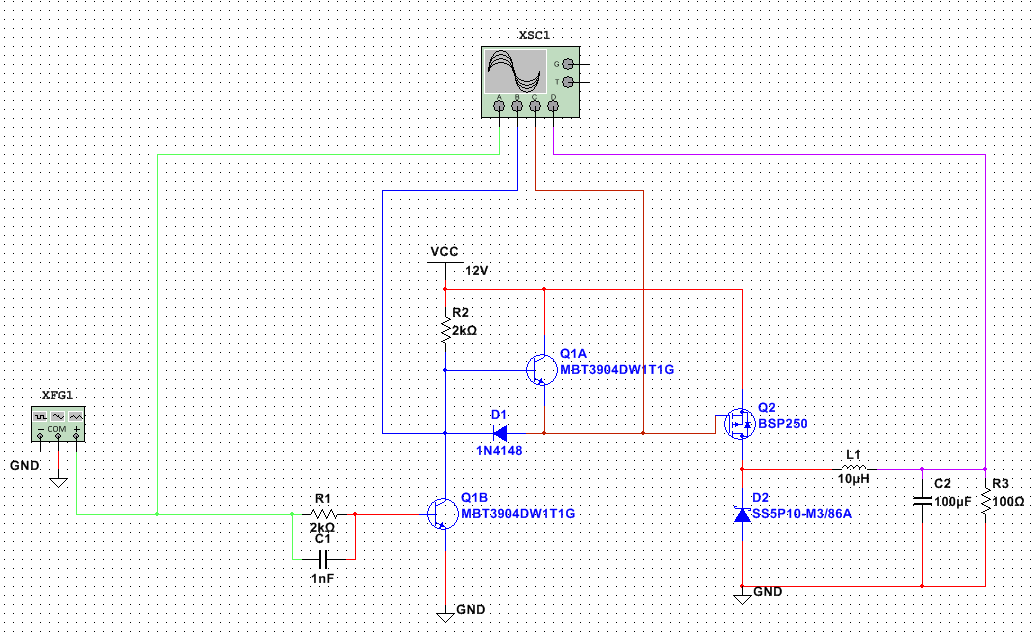 XSC1
G
T
A B C D
VCC
12V
R2
2kΩ
Q1A
MBT3904DW1T1G
XFG1
COM
GND
D1
1N4148
Q2
BSP250
L1
10µH
Q1B
MBT3904DW1T1G
R1
2kΩ
C1
1nF
D2
SS5P10-M3/86A
C2
100µF
R3
100Ω
GND
GND